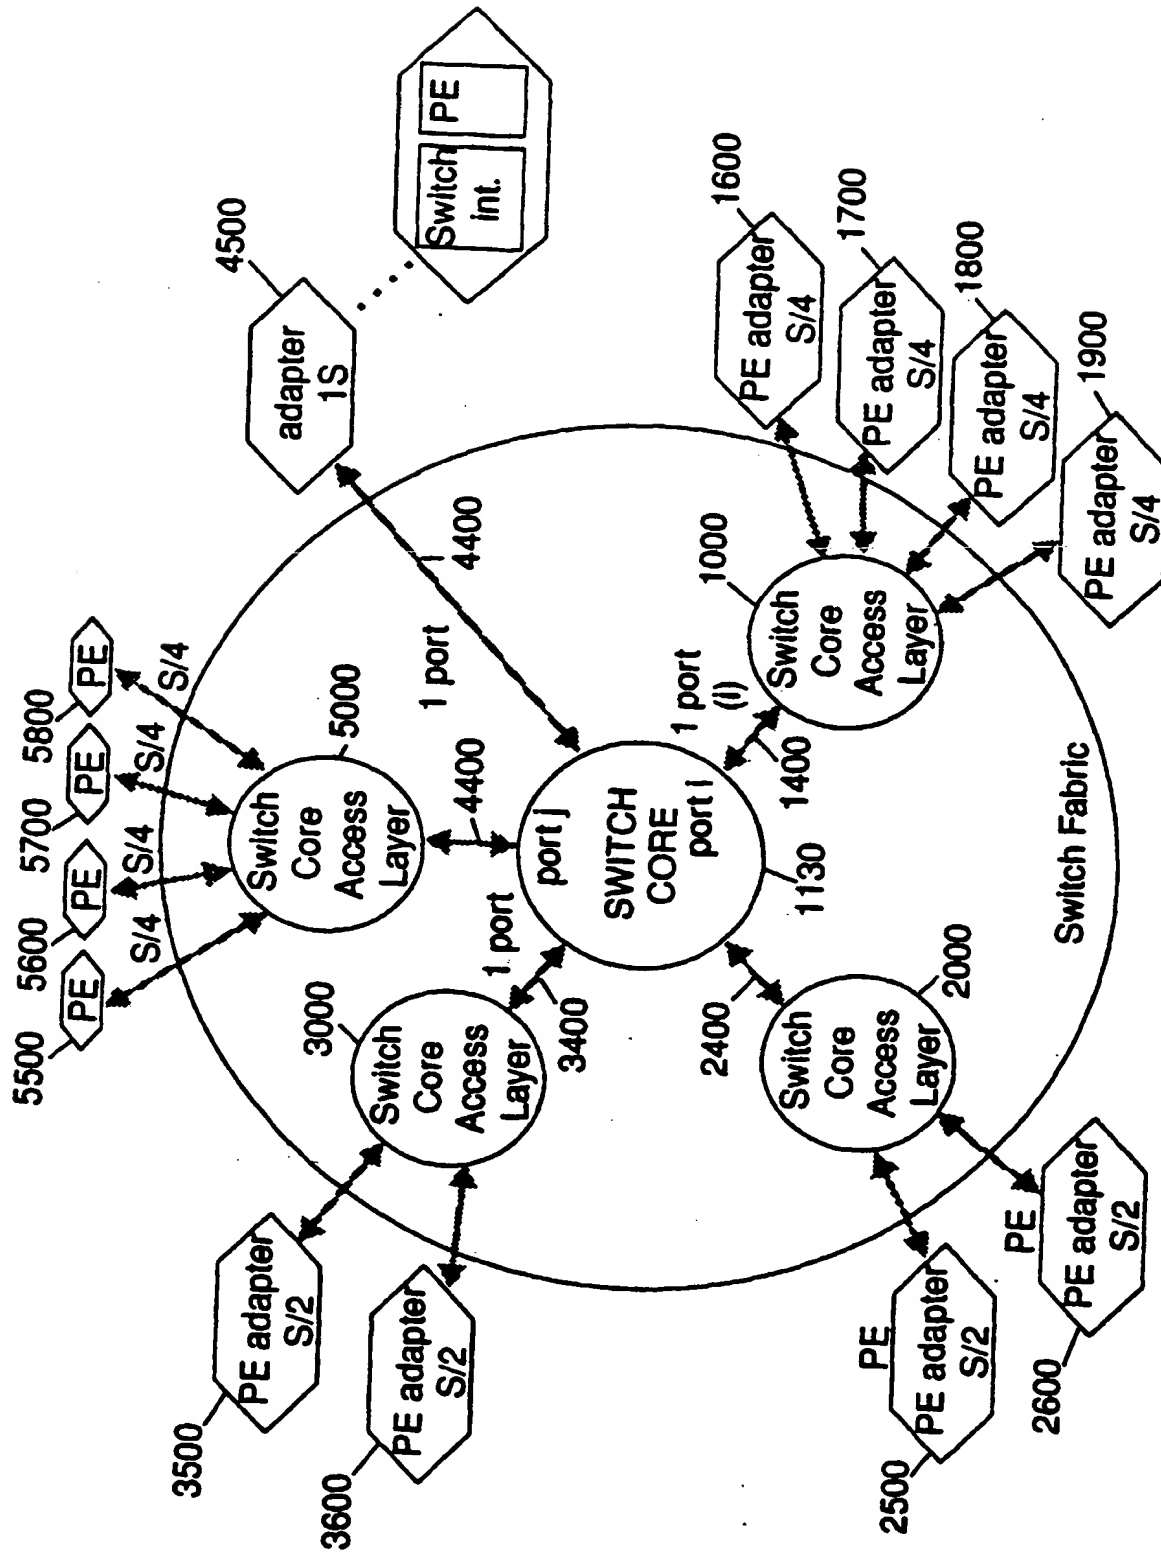 5500
5600
5700
5800
PE
PE
PE
PE
S/4
S/4
S/4
S/4
4500
adapter
1S
Switch
int.
PE
3500
PE adapter
S/2
3600
PE adapter
S/2
3000
Switch
Core
Access
Layer
5000
Switch
Core
Access
Layer
1 port
4400
4400
1 port
3400
port j
SWITCH
CORE
port i
1130
1 port
(i)
1400
2400
1000
Switch
Core
Access
Layer
2000
Switch
Core
Access
Layer
1600
PE adapter
S/4
1700
PE adapter
S/4
1800
PE adapter
S/4
1900
PE adapter
S/4
PE
PE adapter
S/2
2500
PE
PE adapter
S/2
2600
Switch Fabric